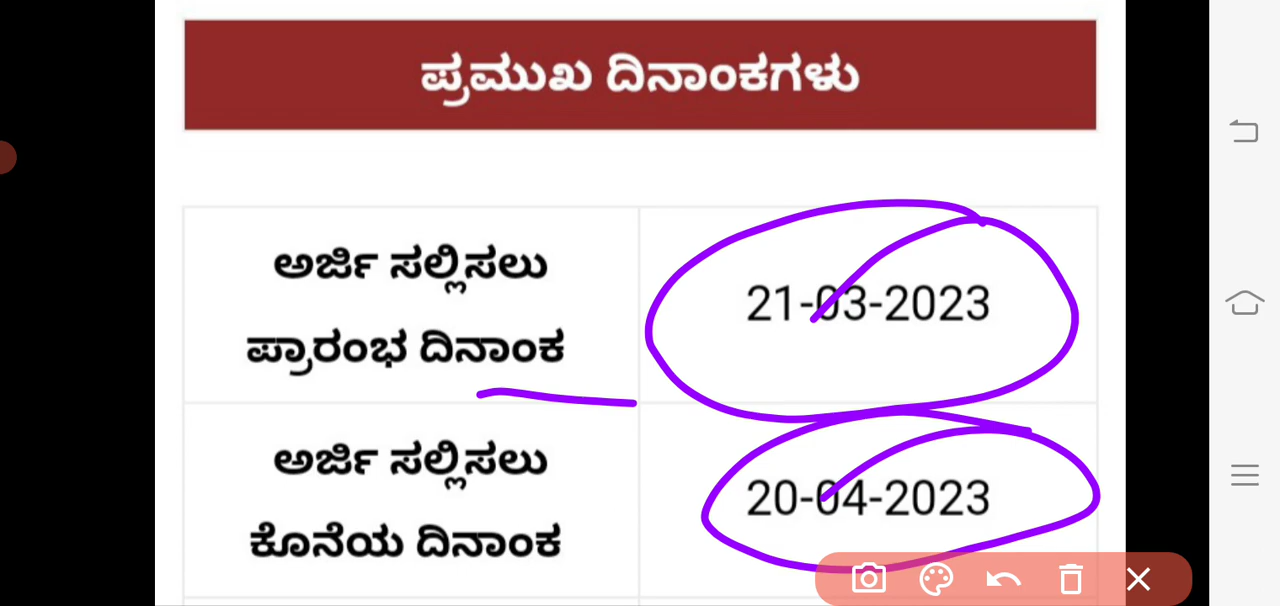 ಪ್ರಮುಖ ದಿನಾಂಕಗಳು
ಅರ್ಜಿ ಸಲ್ಲಿಸಲು
ಪ್ರಾರಂಭ ದಿನಾಂಕ
21-03-2023
ಅರ್ಜಿ ಸಲ್ಲಿಸಲು
ಕೊನೆಯ ದಿನಾಂಕ
20-04-2023